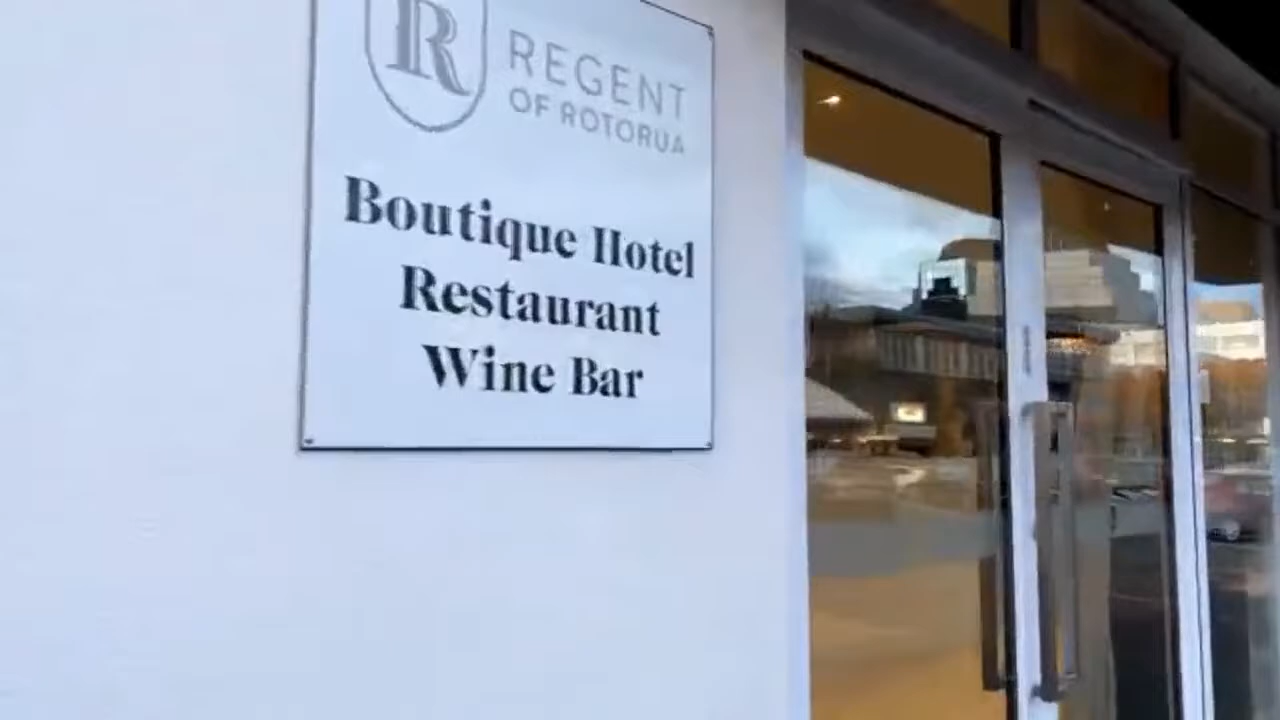 R
REGENT
OF ROTORUA
Boutique Hotel
Restaurant
Wine Bar